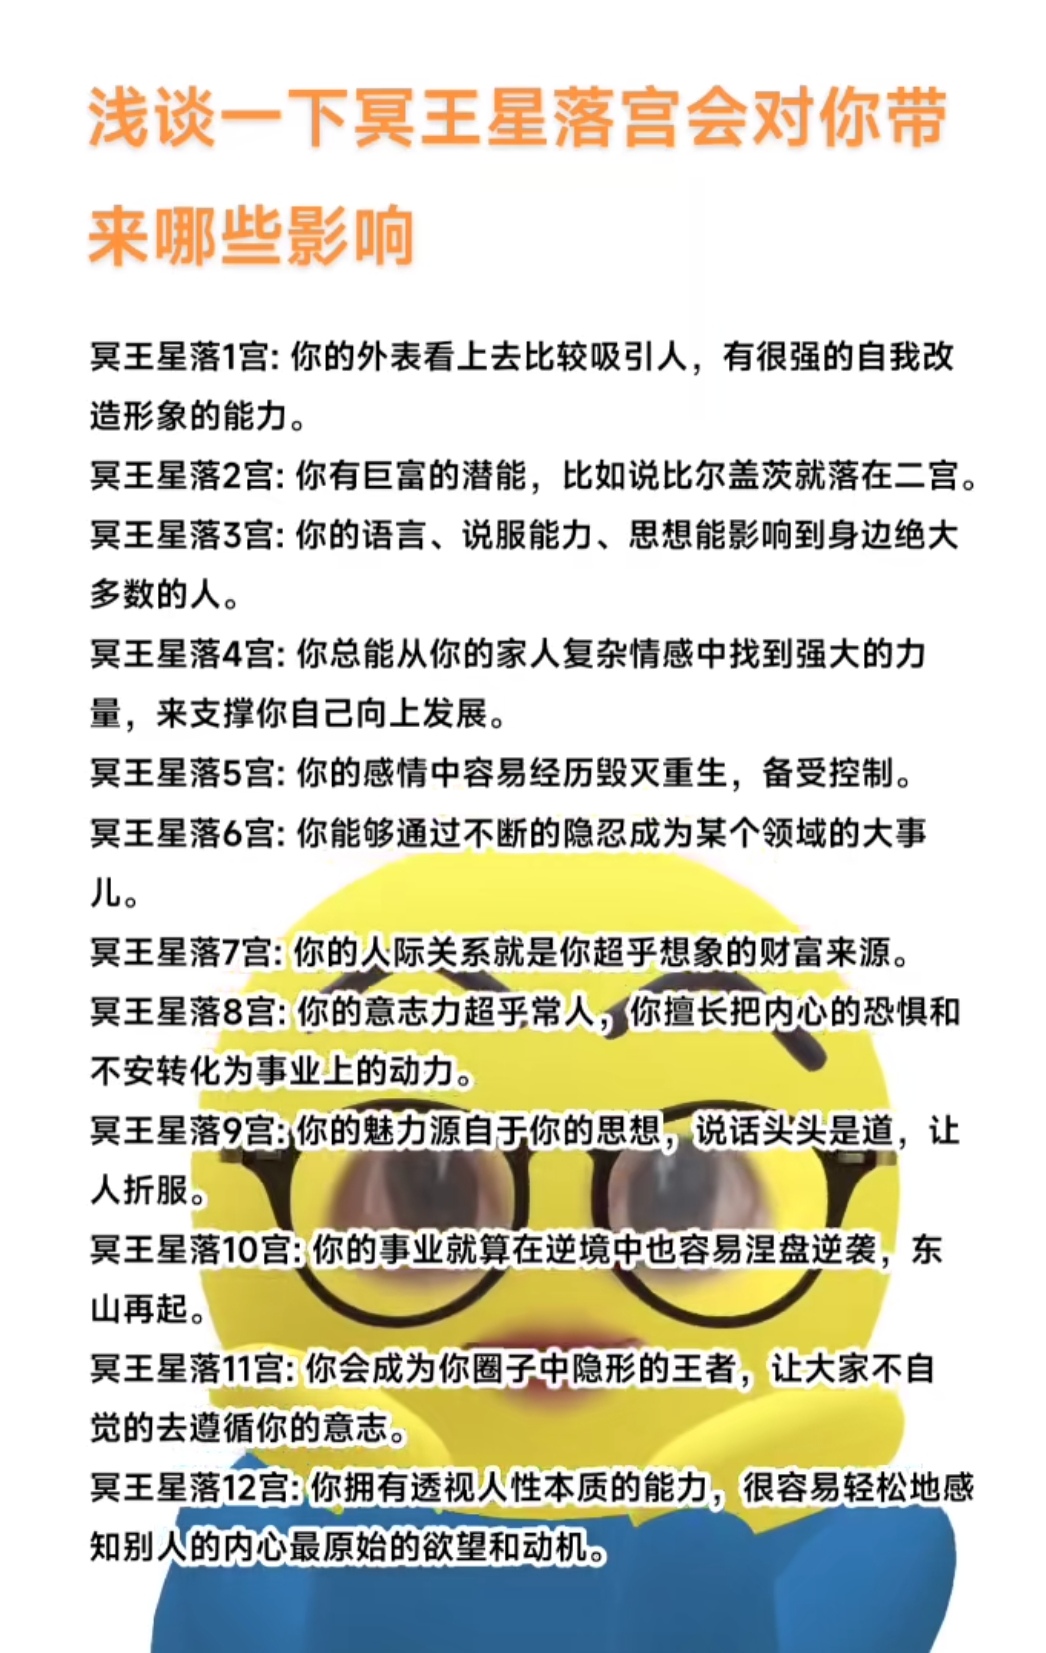 浅谈一下冥王星落宫会对你带
来哪些影响
冥王星落1宫: 你的外表看上去比较吸引人，有很强的自我改
造形象的能力。
冥王星落2宫: 你有巨富的潜能，比如说比尔盖茨就落在二宫。
冥王星落3宫: 你的语言、说服能力、思想能影响到身边绝大
多数的人。
冥王星落4宫: 你总能从你的家人复杂情感中找到强大的力
量，来支撑你自己向上发展。
冥王星落5宫: 你的感情中容易经历毁灭重生，备受控制。
冥王星落6宫: 你能够通过不断的隐忍成为某个领域的大事
儿。
冥王星落7宫: 你的人际关系就是你超乎想象的财富来源。
冥王星落8宫: 你的意志力超乎常人，你擅长把内心的恐惧和
不安转化为事业上的动力。
冥王星落9宫: 你的魅力源自于你的思想，说话头头是道，让
人折服。
冥王星落10宫: 你的事业就算在逆境中也容易涅盘逆袭，东
山再起。
冥王星落11宫: 你会成为你圈子中隐形的王者，让大家不自
觉的去遵循你的意志。
冥王星落12宫: 你拥有透视人性本质的能力，很容易轻松地感
知别人的内心最原始的欲望和动机。